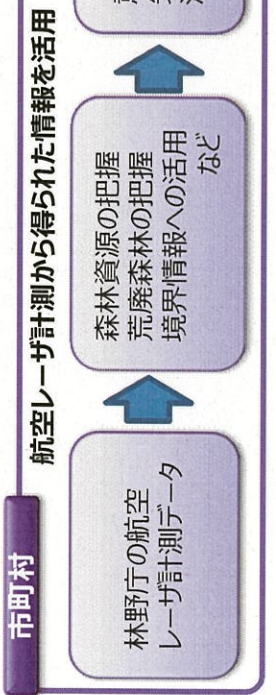 市町村
航空レーザ計測から得られた情報を活用
林野庁の航空
レーザ計測データ
森林資源の把握
荒廃森林の把握
境界情報への活用
など